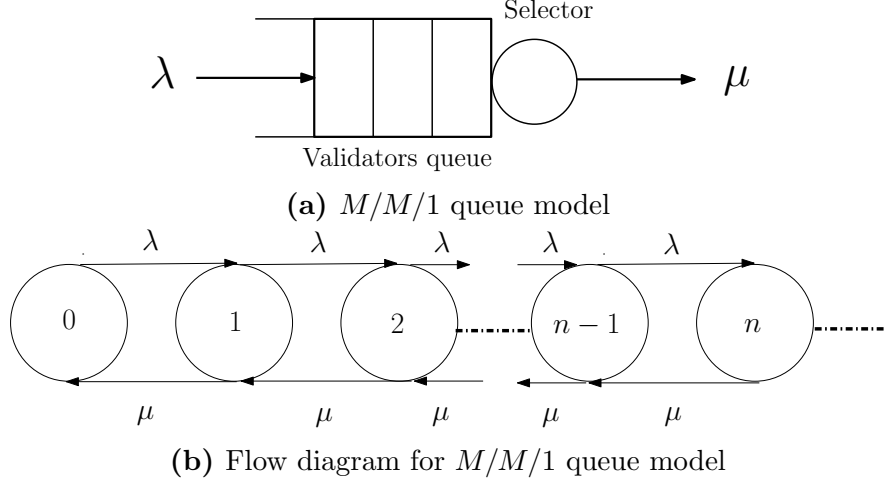 Selector
λ μ
Validators queue
(a) M/M/1 queue model
λ λ λ λ λ
0 1 2 n − 1 n
μ μ μ μ μ
(b) Flow diagram for M/M/1 queue model